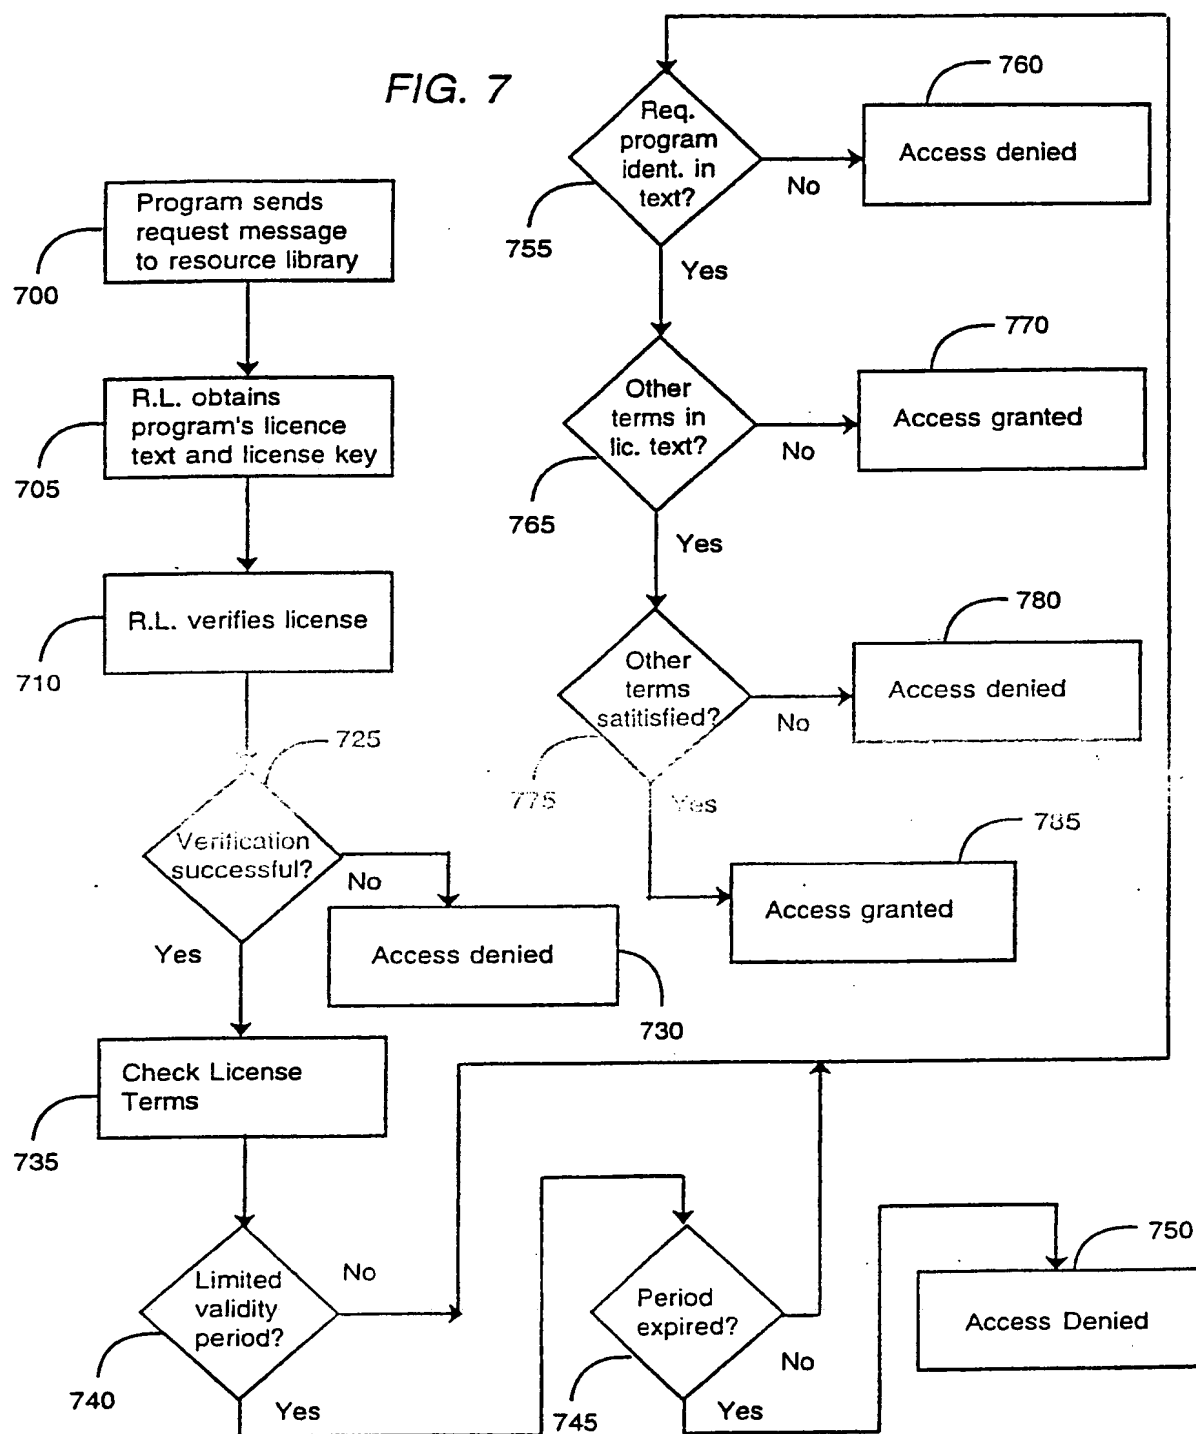 FIG. 7
Program sends
request message
to resource library
700
R.L. obtains
program's licence
text and license key
705
R.L. verifies license
710
725
Verification
successful?
No
Yes
Access denied
730
Check License
Terms
735
Limited
validity
period?
No
740
Yes
Period
expired?
No
745
Yes
750
Access Denied
Req.
program
ident. in
text?
755
No
760
Access denied
Yes
Other
terms in
lic. text?
765
No
770
Access granted
Yes
Other
terms
satitisfied?
775
No
780
Access denied
Yes
785
Access granted